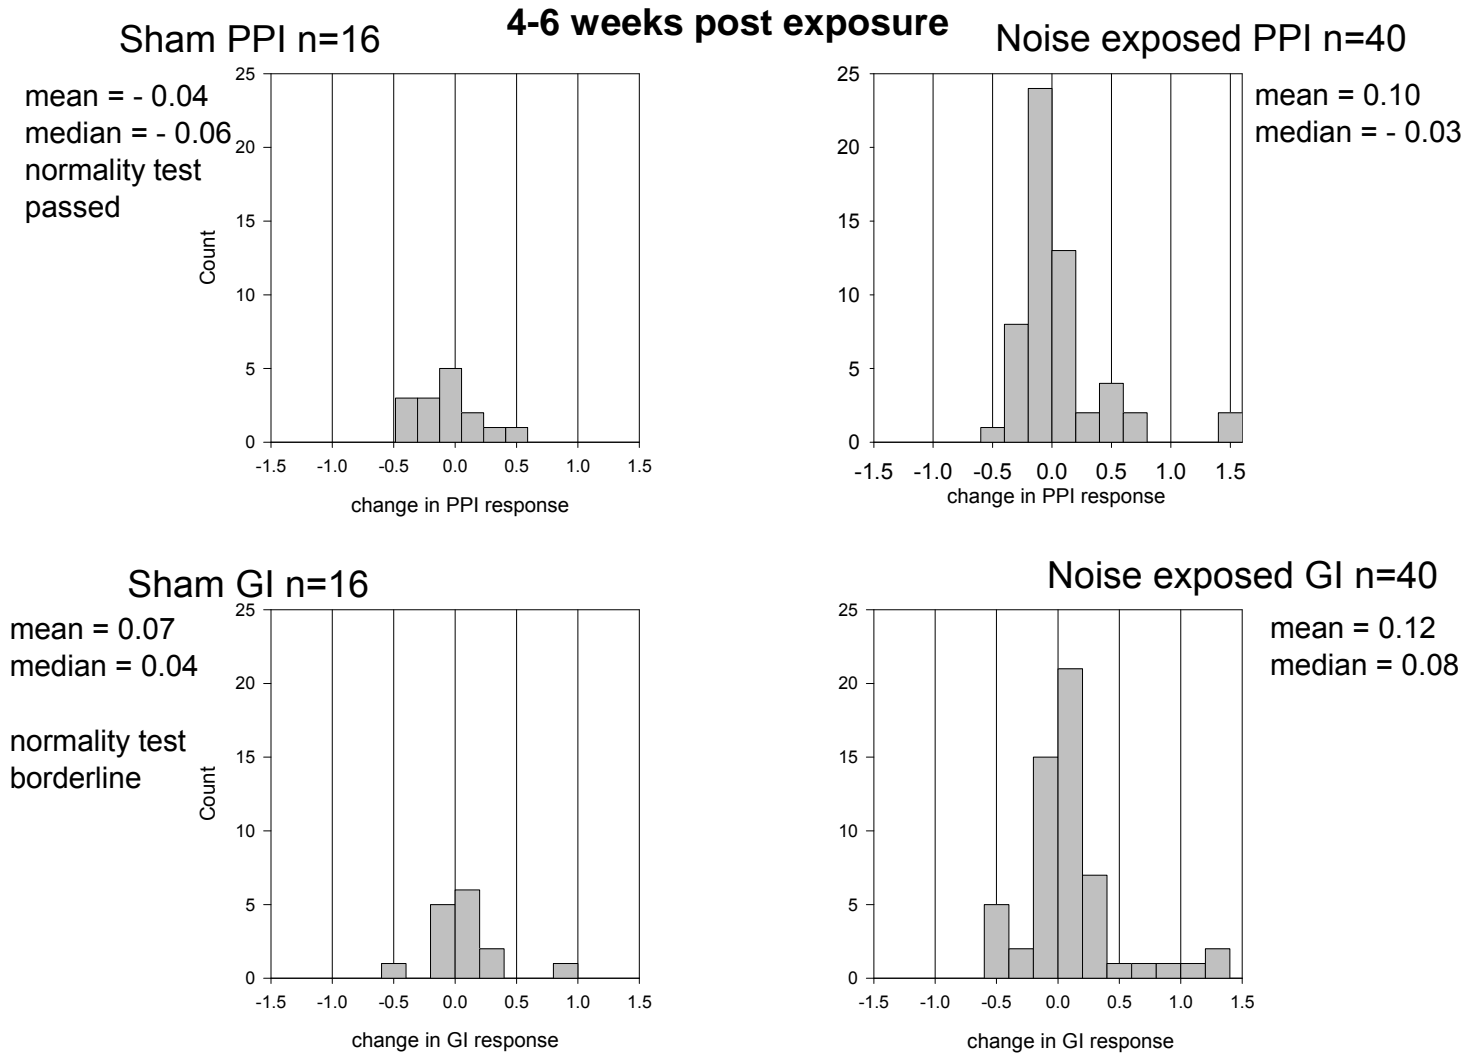 4-6 weeks post exposure
Sham PPI n=16
mean = - 0.04
median = - 0.06
normality test
passed
25
20
15
10
5
0
Count
-1.5 -1.0 -0.5 0.0 0.5 1.0 1.5
change in PPI response
Noise exposed PPI n=40
mean = 0.10
median = - 0.03
25
20
15
10
5
0
-1.5 -1.0 -0.5 0.0 0.5 1.0 1.5
change in PPI response
Sham GI n=16
mean = 0.07
median = 0.04
normality test
borderline
25
20
15
10
5
0
Count
-1.5 -1.0 -0.5 0.0 0.5 1.0 1.5
change in GI response
Noise exposed GI n=40
mean = 0.12
median = 0.08
25
20
15
10
5
0
-1.5 -1.0 -0.5 0.0 0.5 1.0 1.5
change in GI response